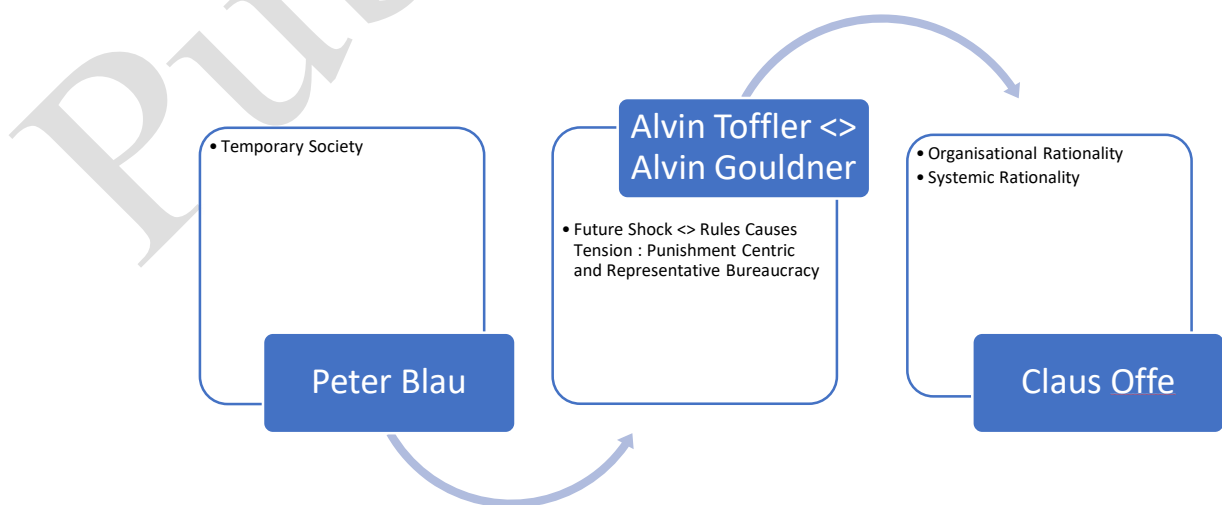 Pu
• Temporary Society
Peter Blau
Alvin Toffler <>
Alvin Gouldner
• Future Shock <> Rules Causes
Tension : Punishment Centric
and Representative Bureaucracy
• Organisational Rationality
• Systemic Rationality
Claus Offe